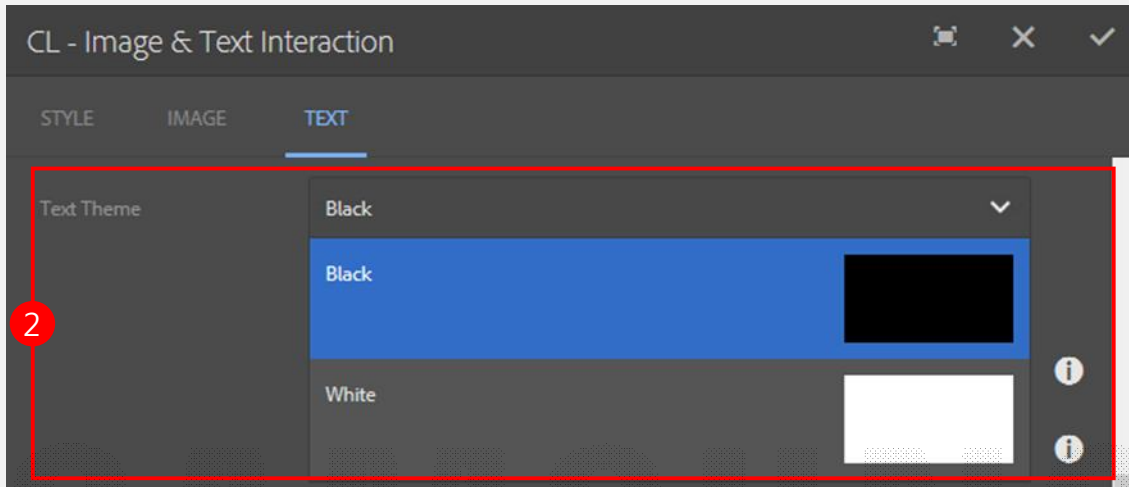 CL - Image & Text Interaction
STYLE IMAGE TEXT
Text Theme Black
Black
2
White